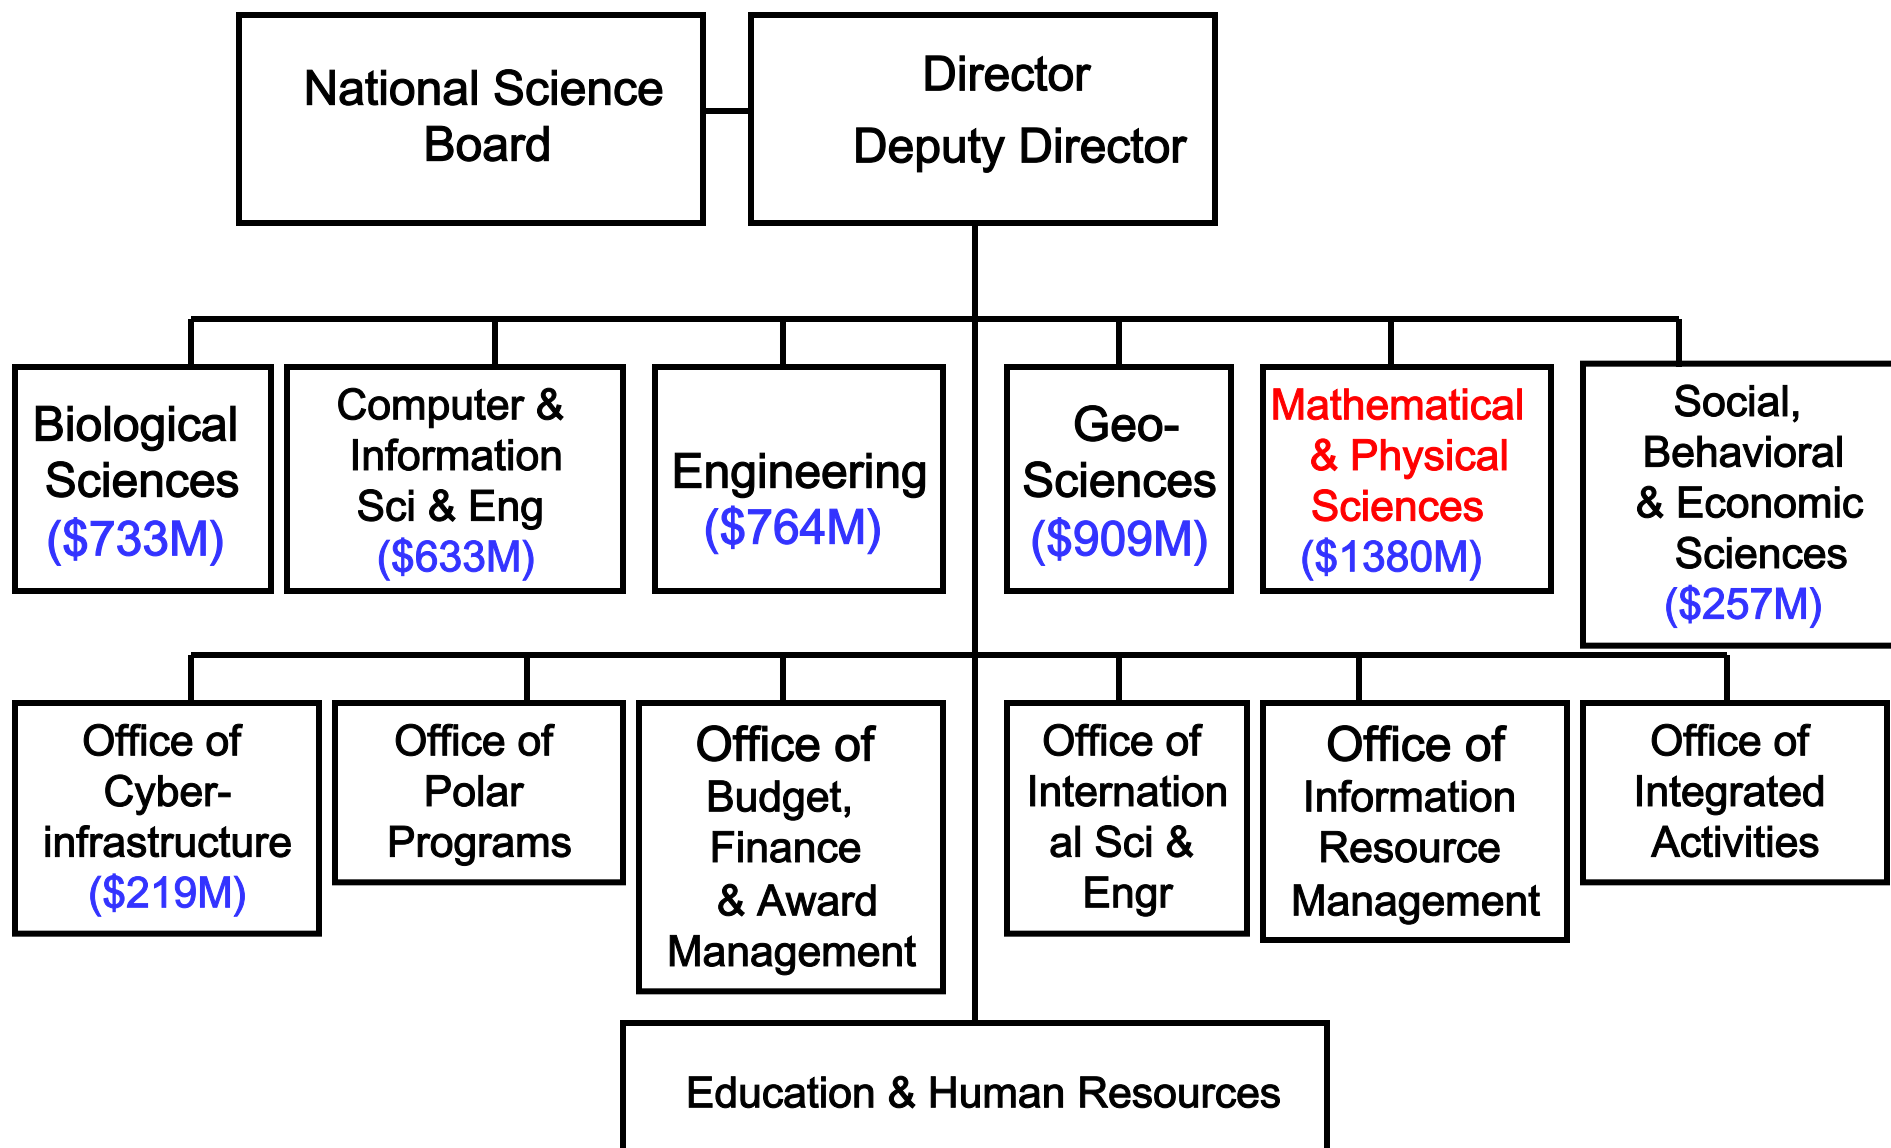 National Science
Board
Director
Deputy Director
Biological
Sciences
($733M)
Computer &
Information
Sci & Eng
($633M)
Engineering
($764M)
Geo-
Sciences
($909M)
Mathematical
& Physical
Sciences
($1380M)
Social,
Behavioral
& Economic
Sciences
($257M)
Office of
Cyber-
infrastructure
($219M)
Office of
Polar
Programs
Office of
Budget,
Finance
& Award
Management
Office of
Internation
al Sci &
Engr
Office of
Information
Resource
Management
Office of
Integrated
Activities
Education & Human Resources